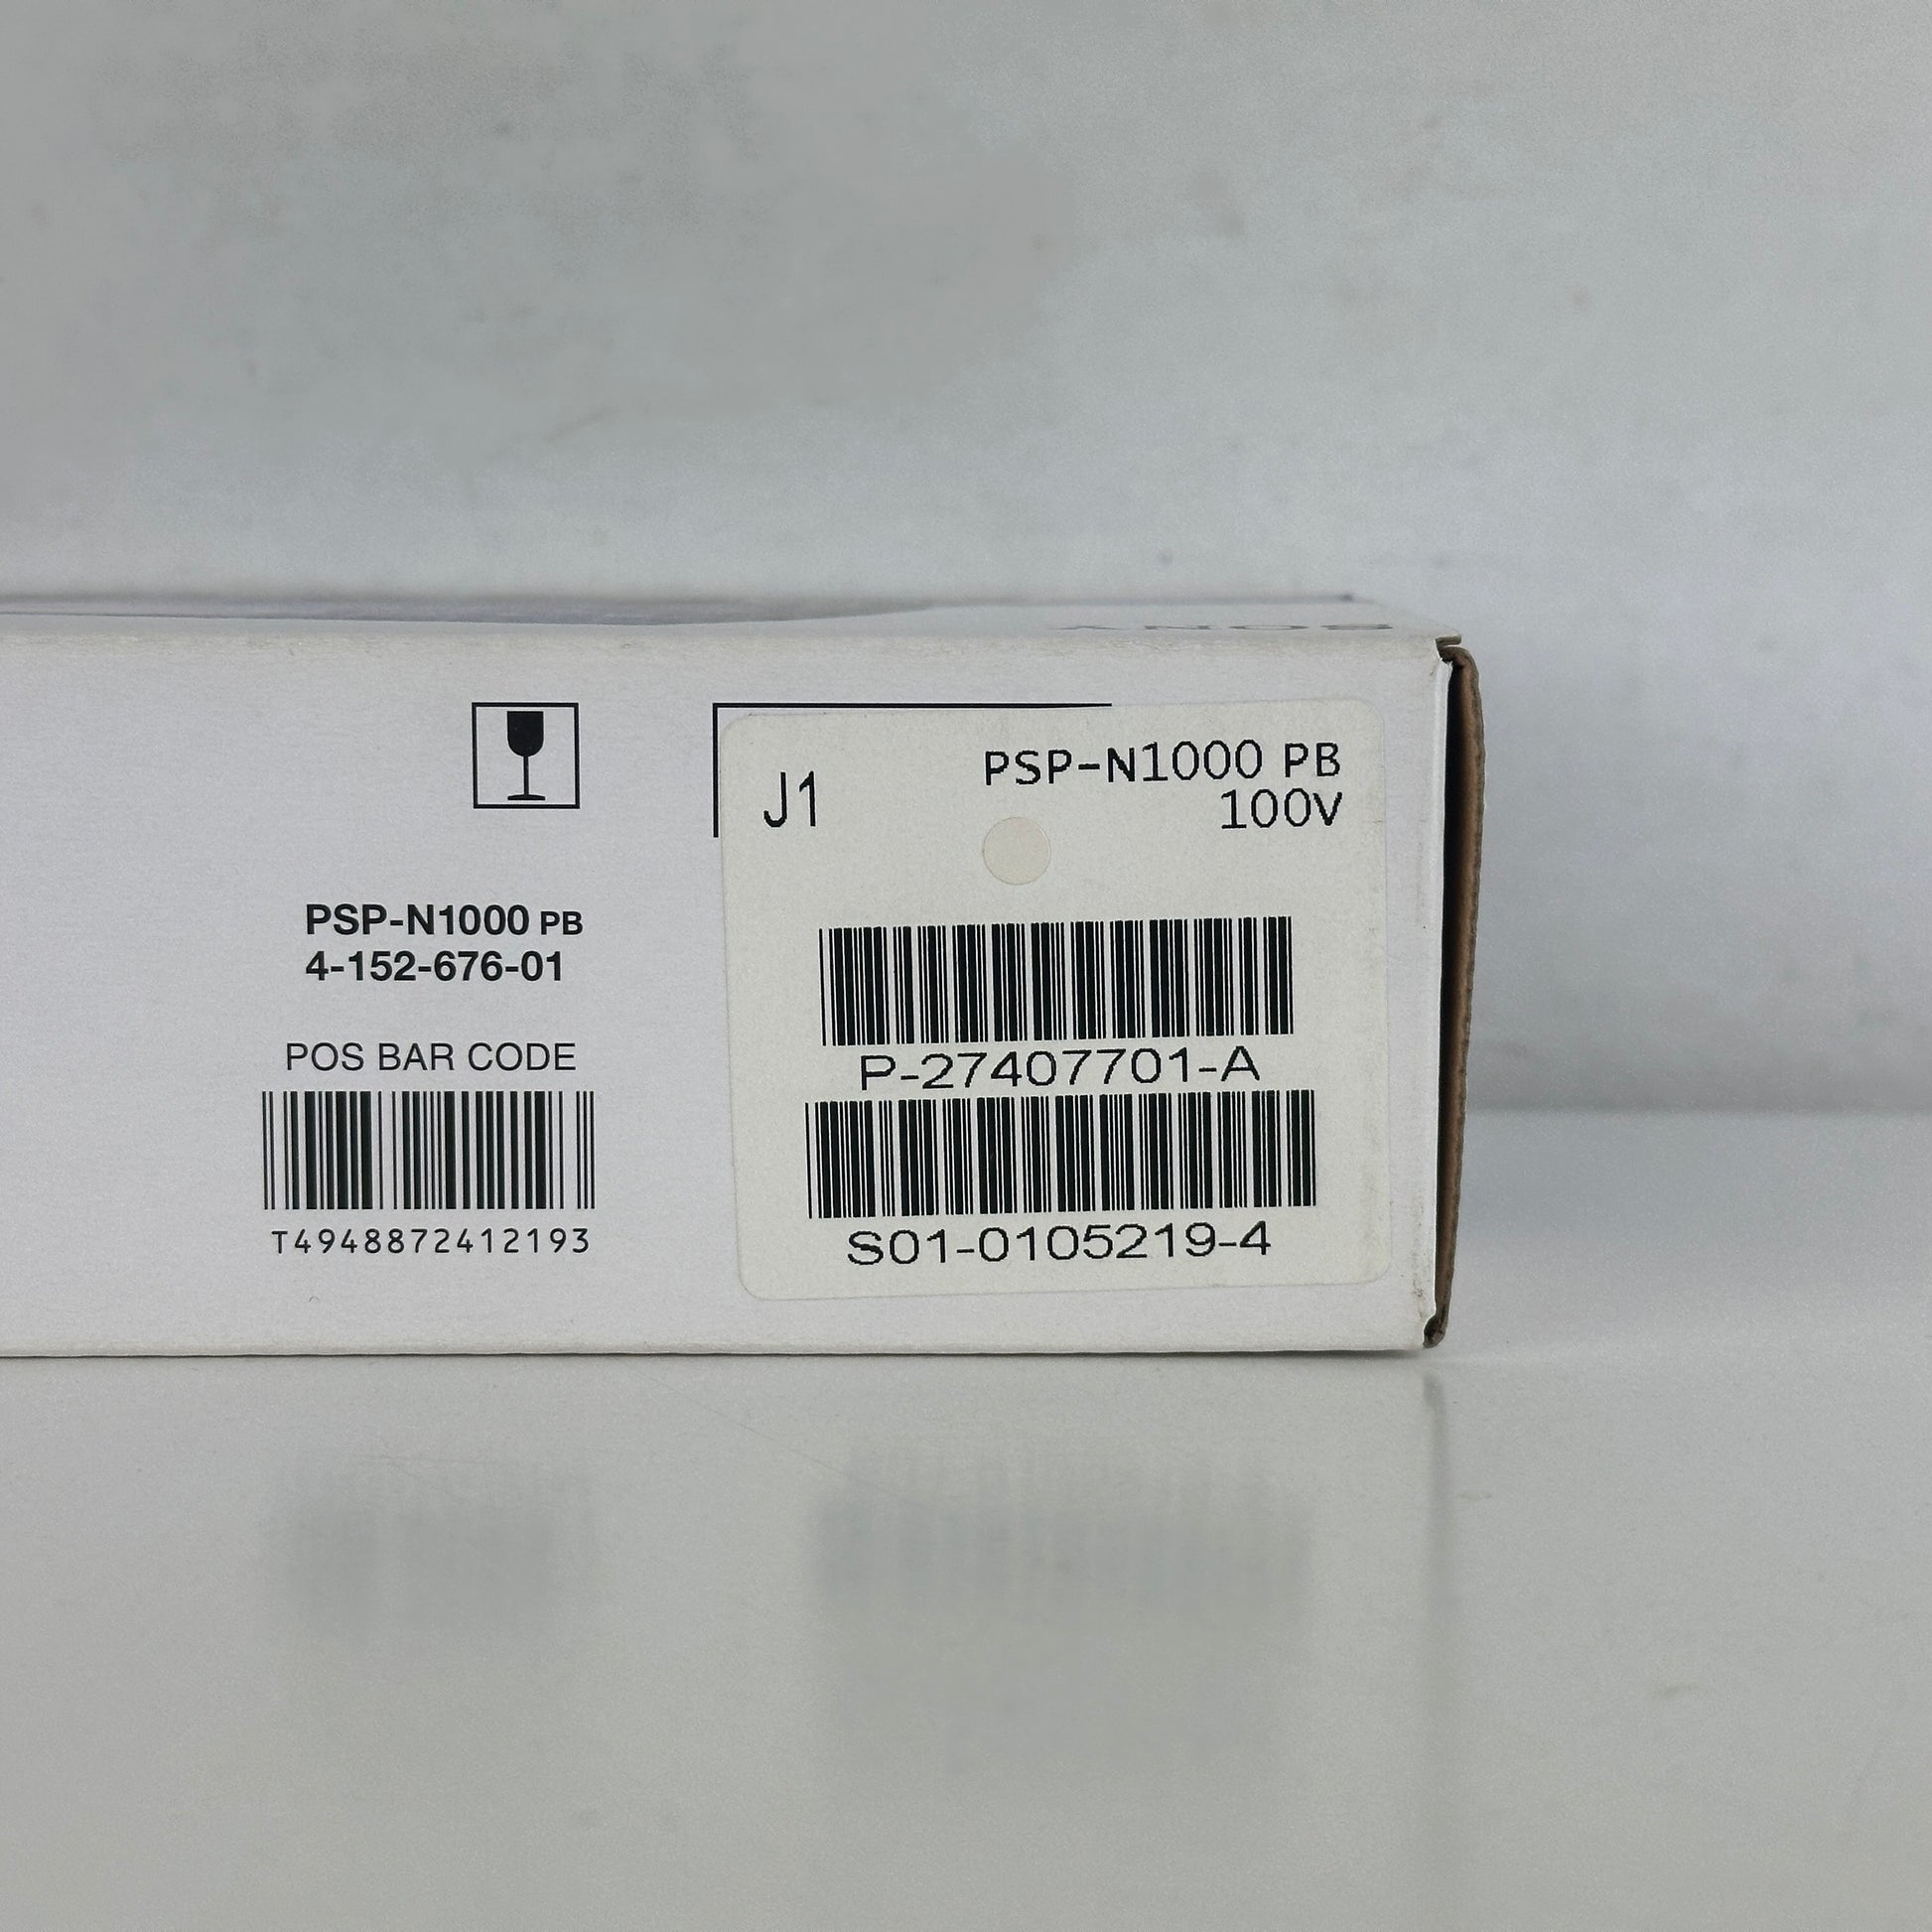 SONY
PSP-N1000 PB
4-152-676-01
POS BAR CODE
T4948872412193
J1
PSP-N1000 PB
100V
P-27407701-A
S01-0105219-4